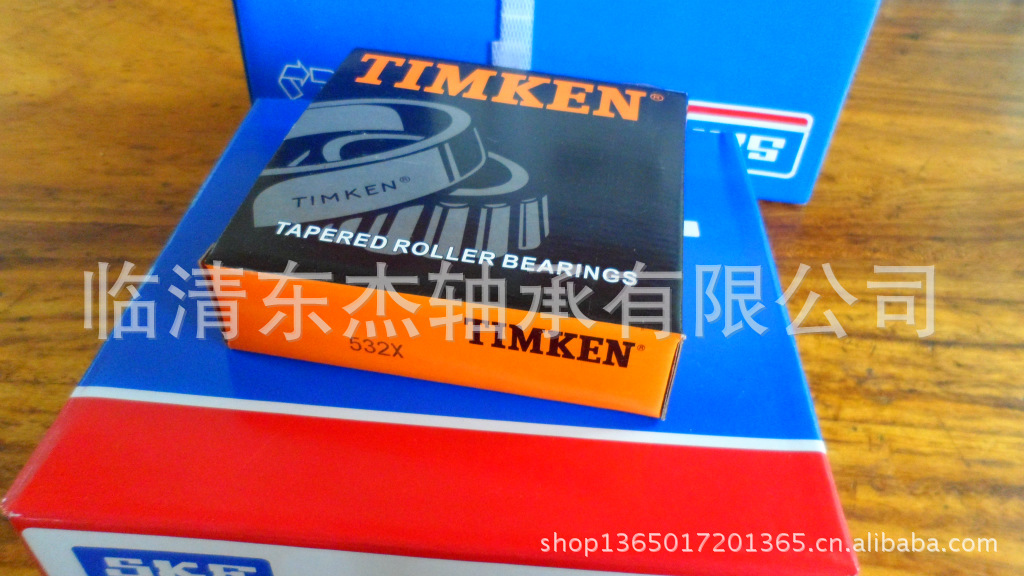 TIMKEN®
TIMKEN®
TAPERED ROLLER BEARINGS
临清东杰轴承有限公司
532X
TIMKEN®
SKF
shop1365017201365.cn.alibaba.com